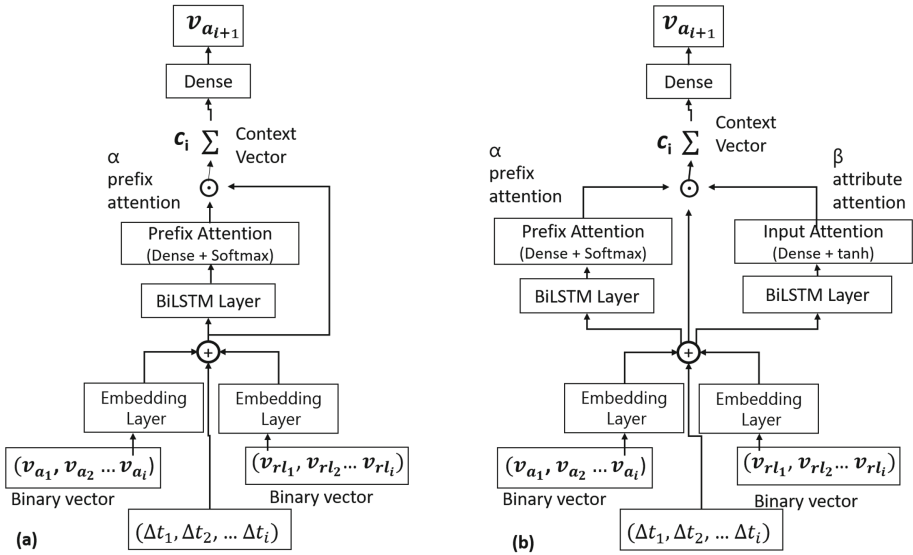 v_{a_{i+1}}
Dense
c_i ∑ Context
Vector
α
prefix
attention
⊙
Prefix Attention
(Dense + Softmax)
BiLSTM Layer
+
Embedding
Layer
Embedding
Layer
(v_{a_1}, v_{a_2} ... v_{a_i})
(v_{rl_1}, v_{rl_2}... v_{rl_i})
Binary vector
Binary vector
(Δt_1, Δt_2, ... Δt_i)
(a)
v_{a_{i+1}}
Dense
c_i ∑ Context
Vector
α
prefix
attention
β
attribute
attention
⊙
Prefix Attention
(Dense + Softmax)
Input Attention
(Dense + tanh)
BiLSTM Layer
BiLSTM Layer
+
Embedding
Layer
Embedding
Layer
(v_{a_1}, v_{a_2} ... v_{a_i})
(v_{rl_1}, v_{rl_2}... v_{rl_i})
Binary vector
Binary vector
(Δt_1, Δt_2, ... Δt_i)
(b)